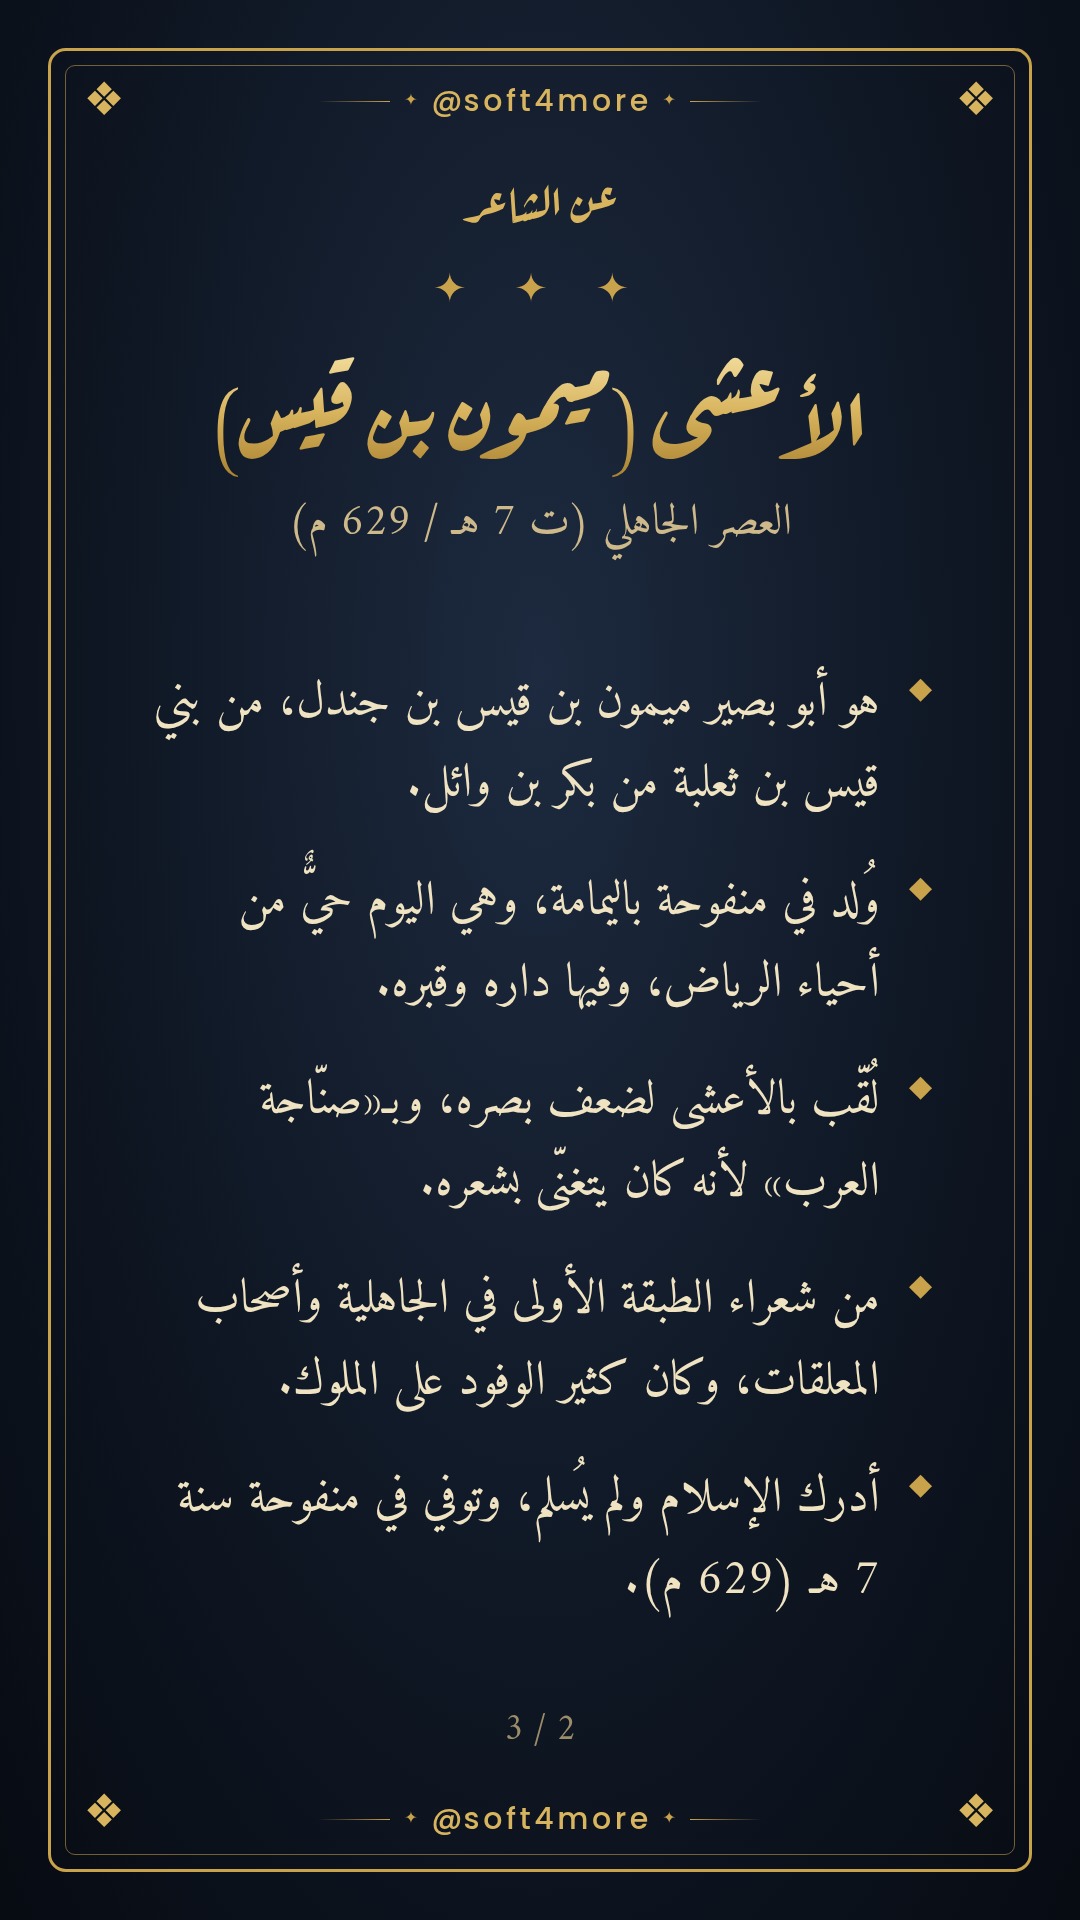 @soft4more
عن الشاعر
الأعشى (ميمون بن قيس)
العصر الجاهلي (ت 7 هـ / 629 م)
هو أبو بصير ميمون بن قيس بن جندل، من بني
قيس بن ثعلبة من بكر بن وائل.
وُلد في منفوحة باليمامة، وهي اليوم حيٌّ من
أحياء الرياض، وفيها داره وقبره.
لُقّب بالأعشى لضعف بصره، وبـ«صنّاجة
العرب» لأنه كان يتغنّى بشعره.
من شعراء الطبقة الأولى في الجاهلية وأصحاب
المعلقات، وكان كثير الوفود على الملوك.
أدرك الإسلام ولم يُسلم، وتوفي في منفوحة سنة
7 هـ (629 م).
2 / 3
@soft4more